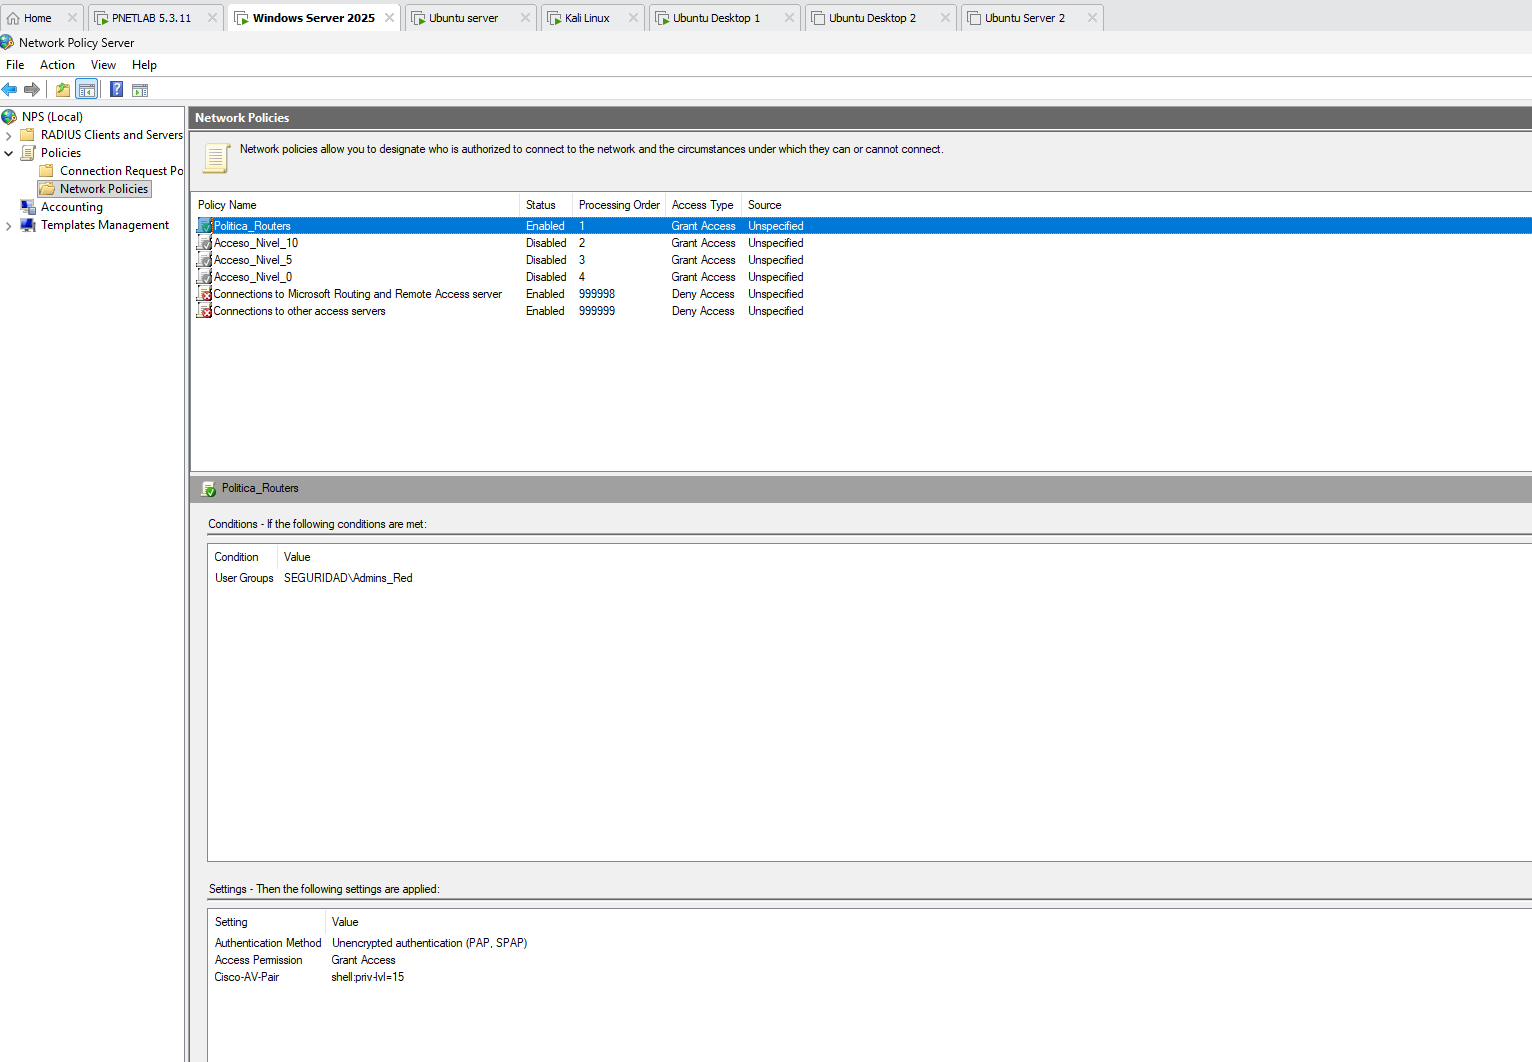 Home PNETLAB 5.3.11 Windows Server 2025 Ubuntu server Kali Linux Ubuntu Desktop 1 Ubuntu Desktop 2 Ubuntu Server 2
Network Policy Server
File Action View Help
NPS (Local)
RADIUS Clients and Servers
Policies
Connection Request Po
Network Policies
Accounting
Templates Management
Network Policies
Network policies allow you to designate who is authorized to connect to the network and the circumstances under which they can or cannot connect.
Policy Name Status Processing Order Access Type Source
Politica_Routers Enabled 1 Grant Access Unspecified
Acceso_Nivel_10 Disabled 2 Grant Access Unspecified
Acceso_Nivel_5 Disabled 3 Grant Access Unspecified
Acceso_Nivel_0 Disabled 4 Grant Access Unspecified
Connections to Microsoft Routing and Remote Access server Enabled 999998 Deny Access Unspecified
Connections to other access servers Enabled 999999 Deny Access Unspecified
Politica_Routers
Conditions - If the following conditions are met:
Condition Value
User Groups SEGURIDAD\Admins_Red
Settings - Then the following settings are applied:
Setting Value
Authentication Method Unencrypted authentication (PAP, SPAP)
Access Permission Grant Access
Cisco-AV-Pair shell:priv-lvl=15